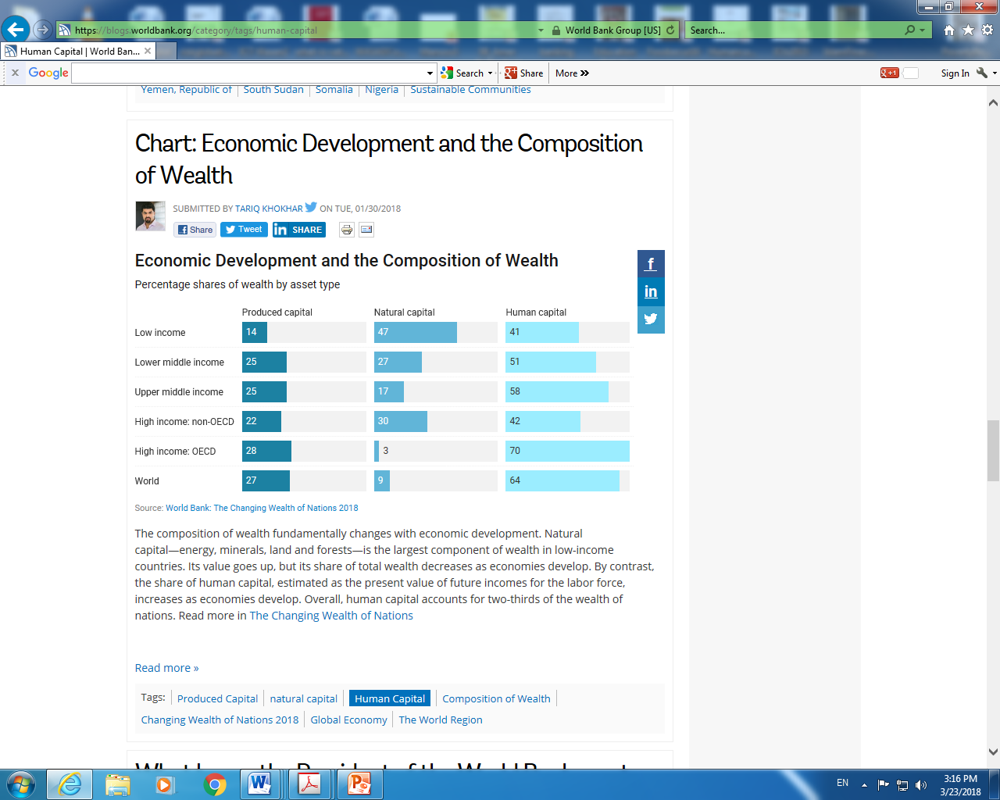 https://blogs.worldbank.org/category/tags/human-capital
World Bank Group [US]
Search...
Human Capital | World Ban...
x Google
Search
Share
More »
g +1
Sign In
Yemen, Republic of | South Sudan | Somalia | Nigeria | Sustainable Communities
Chart: Economic Development and the Composition
of Wealth
SUBMITTED BY TARIQ KHOKHAR ON TUE, 01/30/2018
Share
Tweet
in SHARE
Economic Development and the Composition of Wealth
f
Percentage shares of wealth by asset type
in
Produced capital Natural capital Human capital
Low income 14 47 41
Lower middle income 25 27 51
Upper middle income 25 17 58
High income: non-OECD 22 30 42
High income: OECD 28 3 70
World 27 9 64
Source: World Bank: The Changing Wealth of Nations 2018
The composition of wealth fundamentally changes with economic development. Natural
capital—energy, minerals, land and forests—is the largest component of wealth in low-income
countries. Its value goes up, but its share of total wealth decreases as economies develop. By contrast,
the share of human capital, estimated as the present value of future incomes for the labor force,
increases as economies develop. Overall, human capital accounts for two-thirds of the wealth of
nations. Read more in The Changing Wealth of Nations
Read more »
Tags: Produced Capital | natural capital | Human Capital | Composition of Wealth |
Changing Wealth of Nations 2018 | Global Economy | The World Region
EN
3:16 PM
3/23/2018